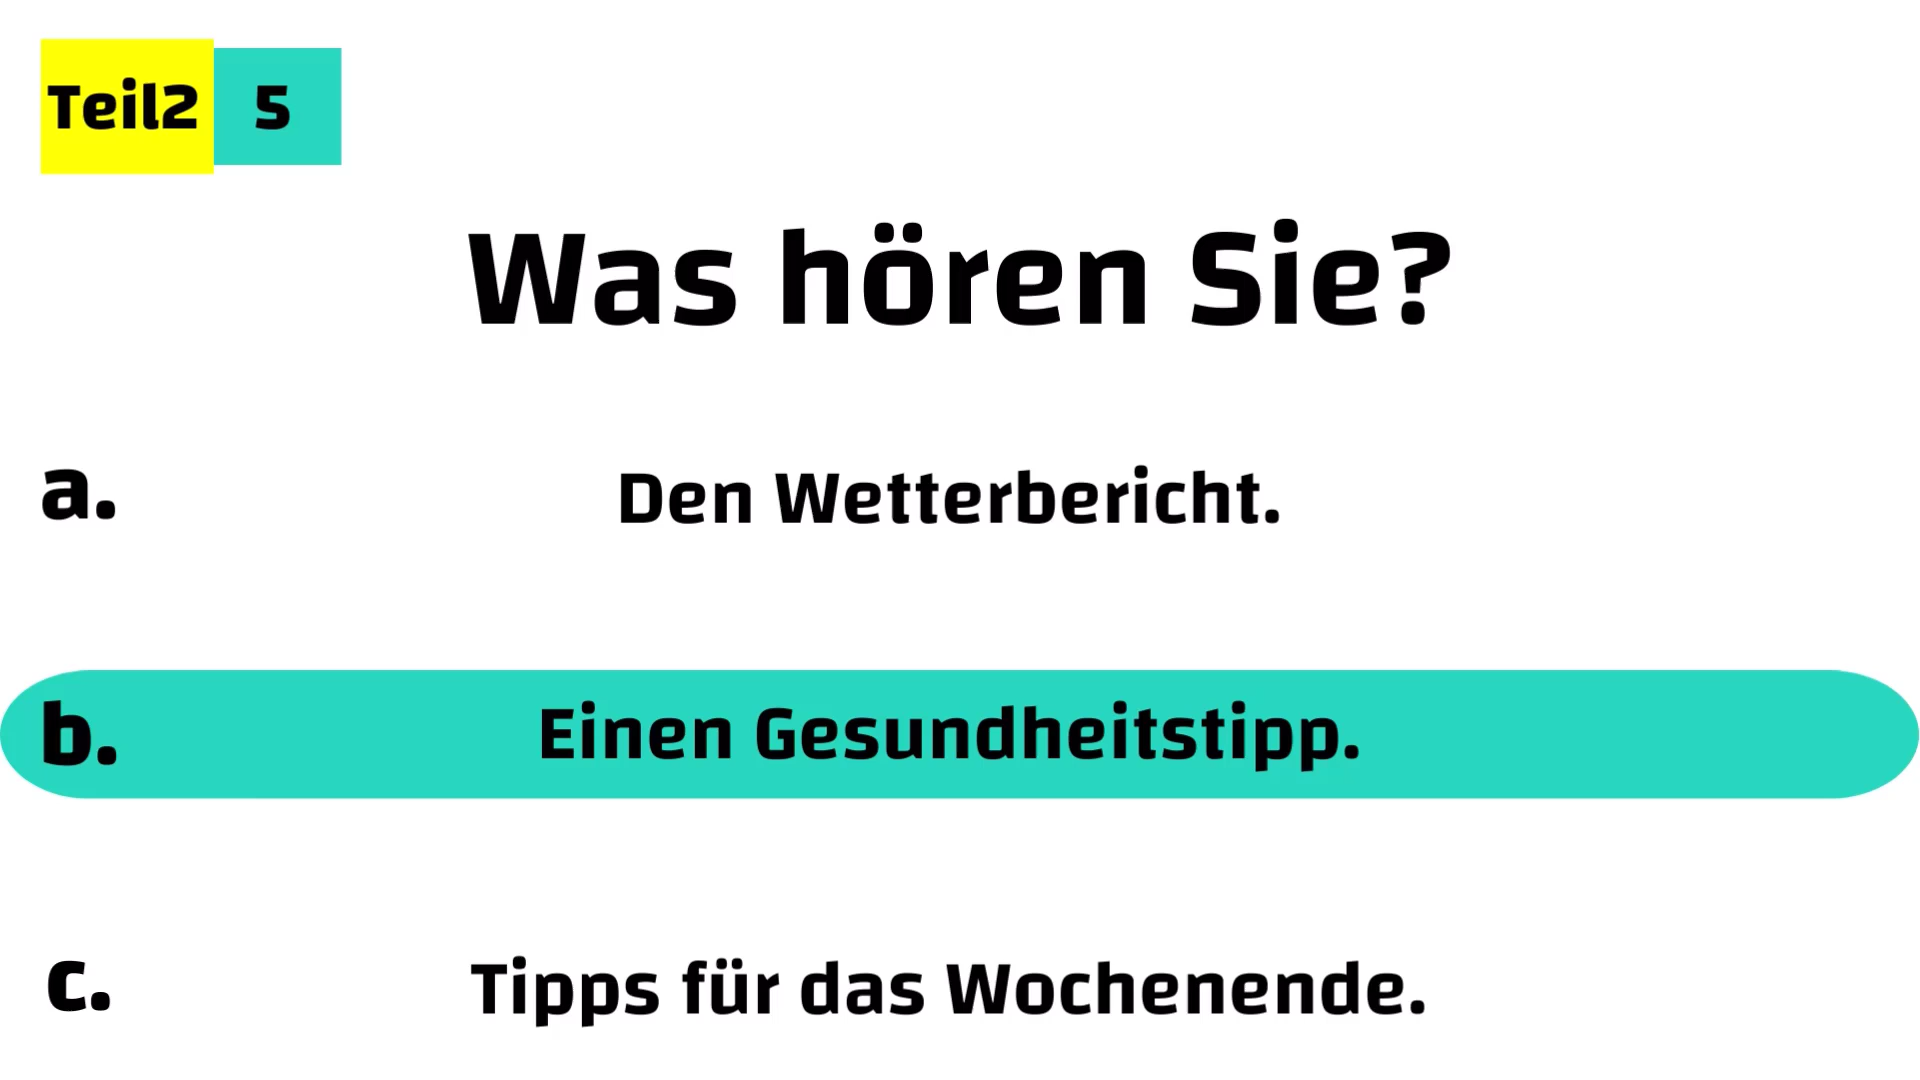 Teil2 5
Was hören Sie?
a. Den Wetterbericht.
b. Einen Gesundheitstipp.
c. Tipps für das Wochenende.